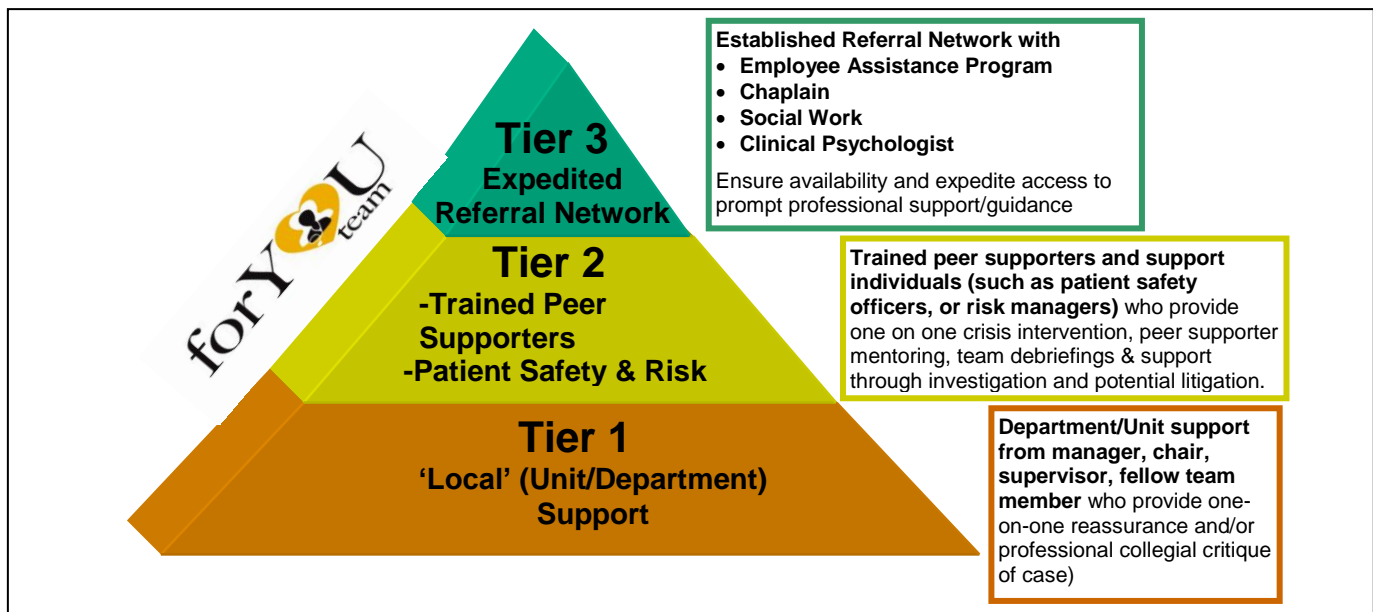 forYOU
team
Tier 3
Expedited
Referral Network
Tier 2
-Trained Peer
Supporters
-Patient Safety & Risk
Tier 1
‘Local’ (Unit/Department)
Support
Established Referral Network with
• Employee Assistance Program
• Chaplain
• Social Work
• Clinical Psychologist
Ensure availability and expedite access to
prompt professional support/guidance
Trained peer supporters and support
individuals (such as patient safety
officers, or risk managers) who provide
one on one crisis intervention, peer supporter
mentoring, team debriefings & support
through investigation and potential litigation.
Department/Unit support
from manager, chair,
supervisor, fellow team
member who provide one-
on-one reassurance and/or
professional collegial critique
of case)